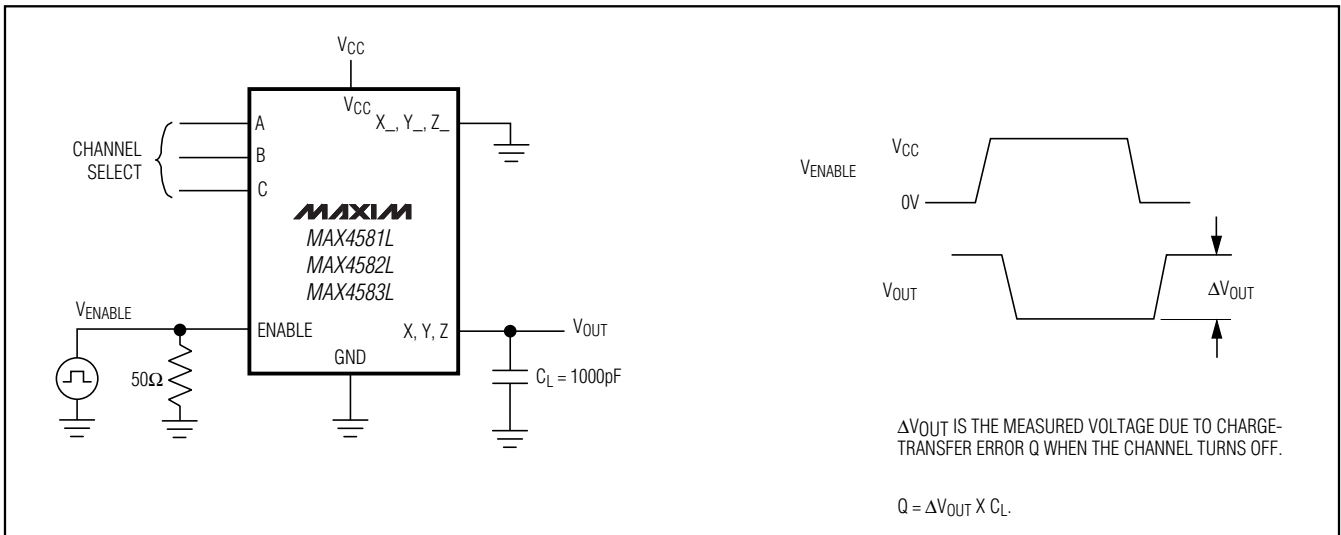 VCC
VCC
A
X_, Y_, Z_
CHANNEL
SELECT
B
C
MAXIM
MAX4581L
MAX4582L
MAX4583L
VENABLE
ENABLE
X, Y, Z
VOUT
50Ω
GND
CL = 1000pF
VENABLE
VCC
0V
VOUT
ΔVOUT
ΔVOUT IS THE MEASURED VOLTAGE DUE TO CHARGE-
TRANSFER ERROR Q WHEN THE CHANNEL TURNS OFF.
Q = ΔVOUT X CL.